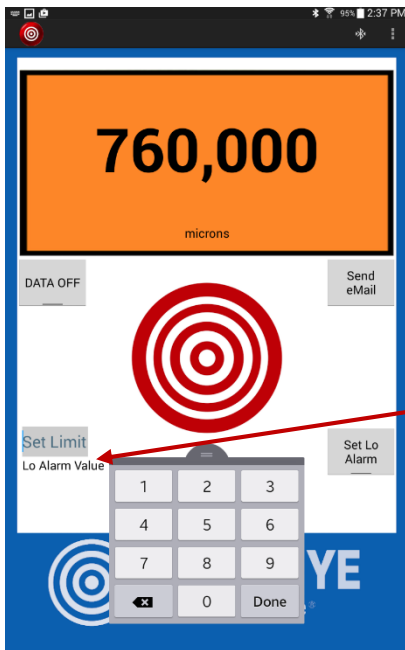 95% 2:37 PM
760,000
microns
DATA OFF
Send
eMail
Set Limit
Lo Alarm Value
Set Lo
Alarm
1 2 3
4 5 6
7 8 9
0 Done
YE
e®